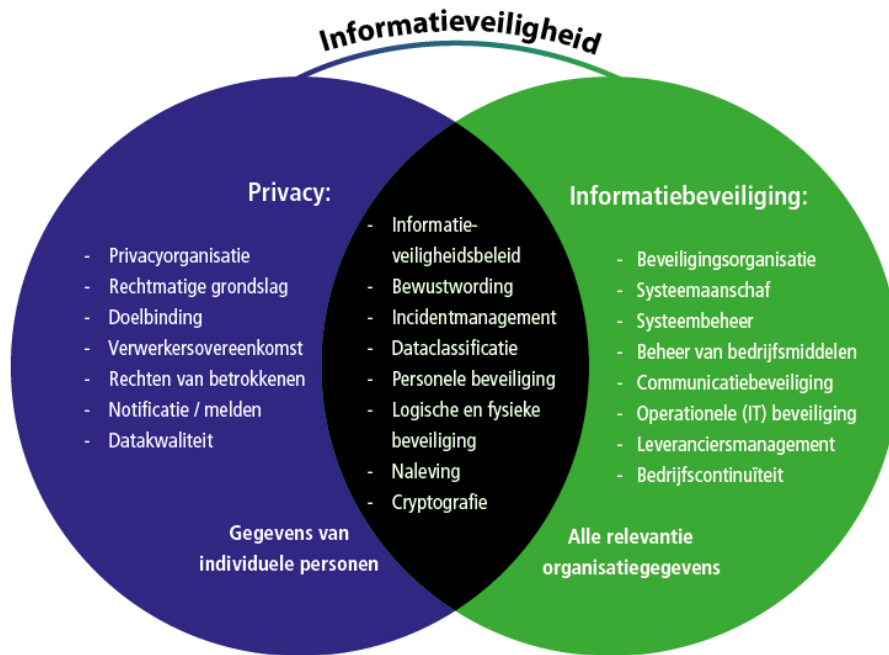 Informatieveiligheid
Privacy:
- Privacyorganisatie
- Rechtmatige grondslag
- Doelbinding
- Verwerkersovereenkomst
- Rechten van betrokkenen
- Notificatie / melden
- Datakwaliteit
Gegevens van
individuele personen
- Informatie-
veiligheidsbeleid
- Bewustwording
- Incidentmanagement
- Dataclassificatie
- Personele beveiliging
- Logische en fysieke
beveiliging
- Naleving
- Cryptografie
Informatiebeveiliging:
- Beveiligingsorganisatie
- Systeemaanschaf
- Systeembeheer
- Beheer van bedrijfsmiddelen
- Communicatiebeveiliging
- Operationele (IT) beveiliging
- Leveranciersmanagement
- Bedrijfscontinuïteit
Alle relevantie
organisatiegegevens